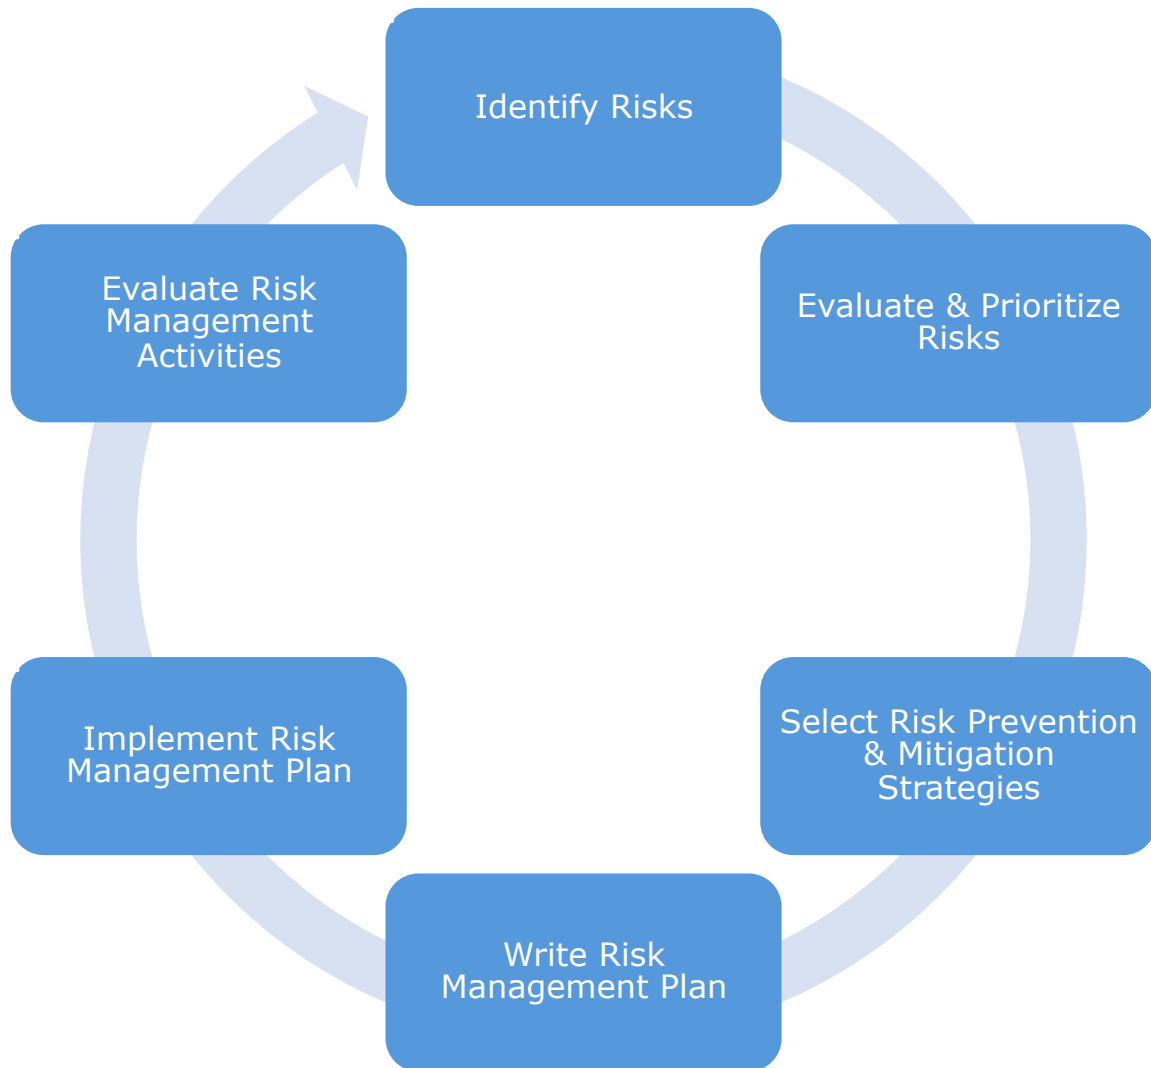 Identify Risks
Evaluate & Prioritize
Risks
Select Risk Prevention
& Mitigation
Strategies
Write Risk
Management Plan
Implement Risk
Management Plan
Evaluate Risk
Management
Activities